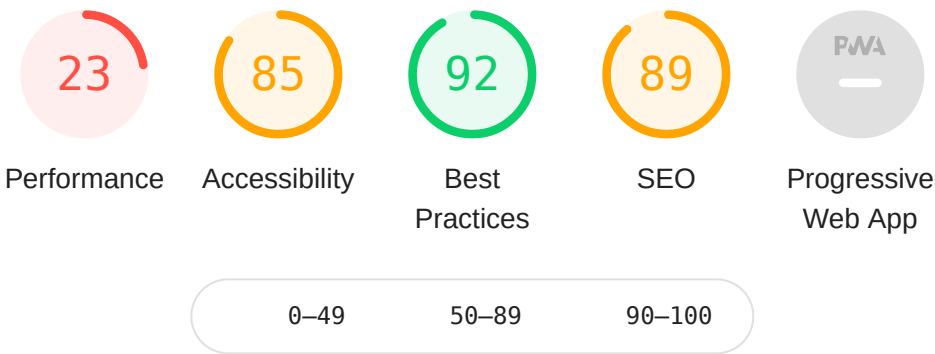 23 85 92 89 PWA
Performance Accessibility Best Practices SEO Progressive Web App
0–49 50–89 90–100